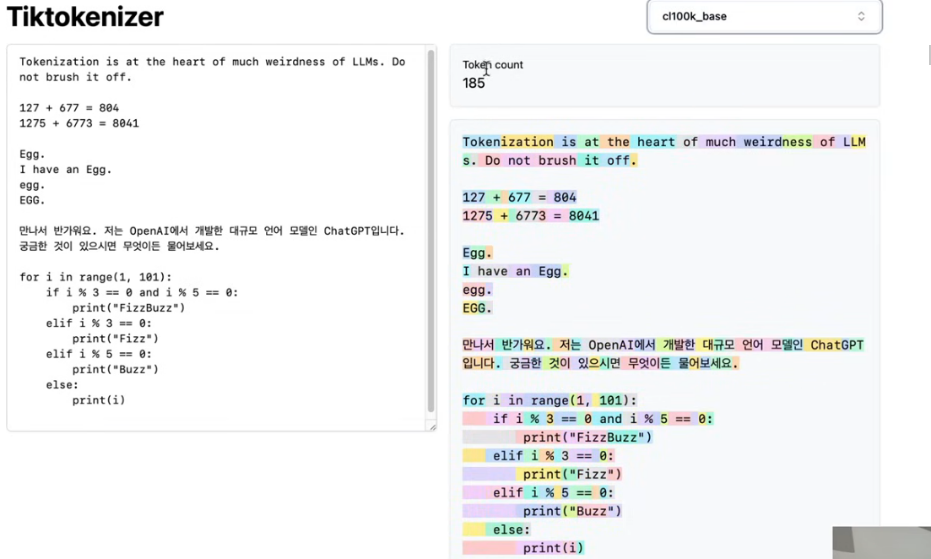 Tiktokenizer
cl100k_base
Tokenization is at the heart of much weirdness of LLMs. Do
not brush it off.
127 + 677 = 804
1275 + 6773 = 8041
Egg.
I have an Egg.
egg.
EGG.
만나서 반가워요. 저는 OpenAI에서 개발한 대규모 언어 모델인 ChatGPT입니다.
궁금한 것이 있으시면 무엇이든 물어보세요.
for i in range(1, 101):
    if i % 3 == 0 and i % 5 == 0:
        print("FizzBuzz")
    elif i % 3 == 0:
        print("Fizz")
    elif i % 5 == 0:
        print("Buzz")
    else:
        print(i)
Token count
185
Tokenization is at the heart of much weirdness of LLM
s. Do not brush it off.
127 + 677 = 804
1275 + 6773 = 8041
Egg.
I have an Egg.
egg.
EGG.
만나서 반가워요. 저는 OpenAI에서 개발한 대규모 언어 모델인 ChatGPT
입니다. 궁금한 것이 있으시면 무엇이든 물어보세요.
for i in range(1, 101):
    if i % 3 == 0 and i % 5 == 0:
        print("FizzBuzz")
    elif i % 3 == 0:
        print("Fizz")
    elif i % 5 == 0:
        print("Buzz")
    else:
        print(i)